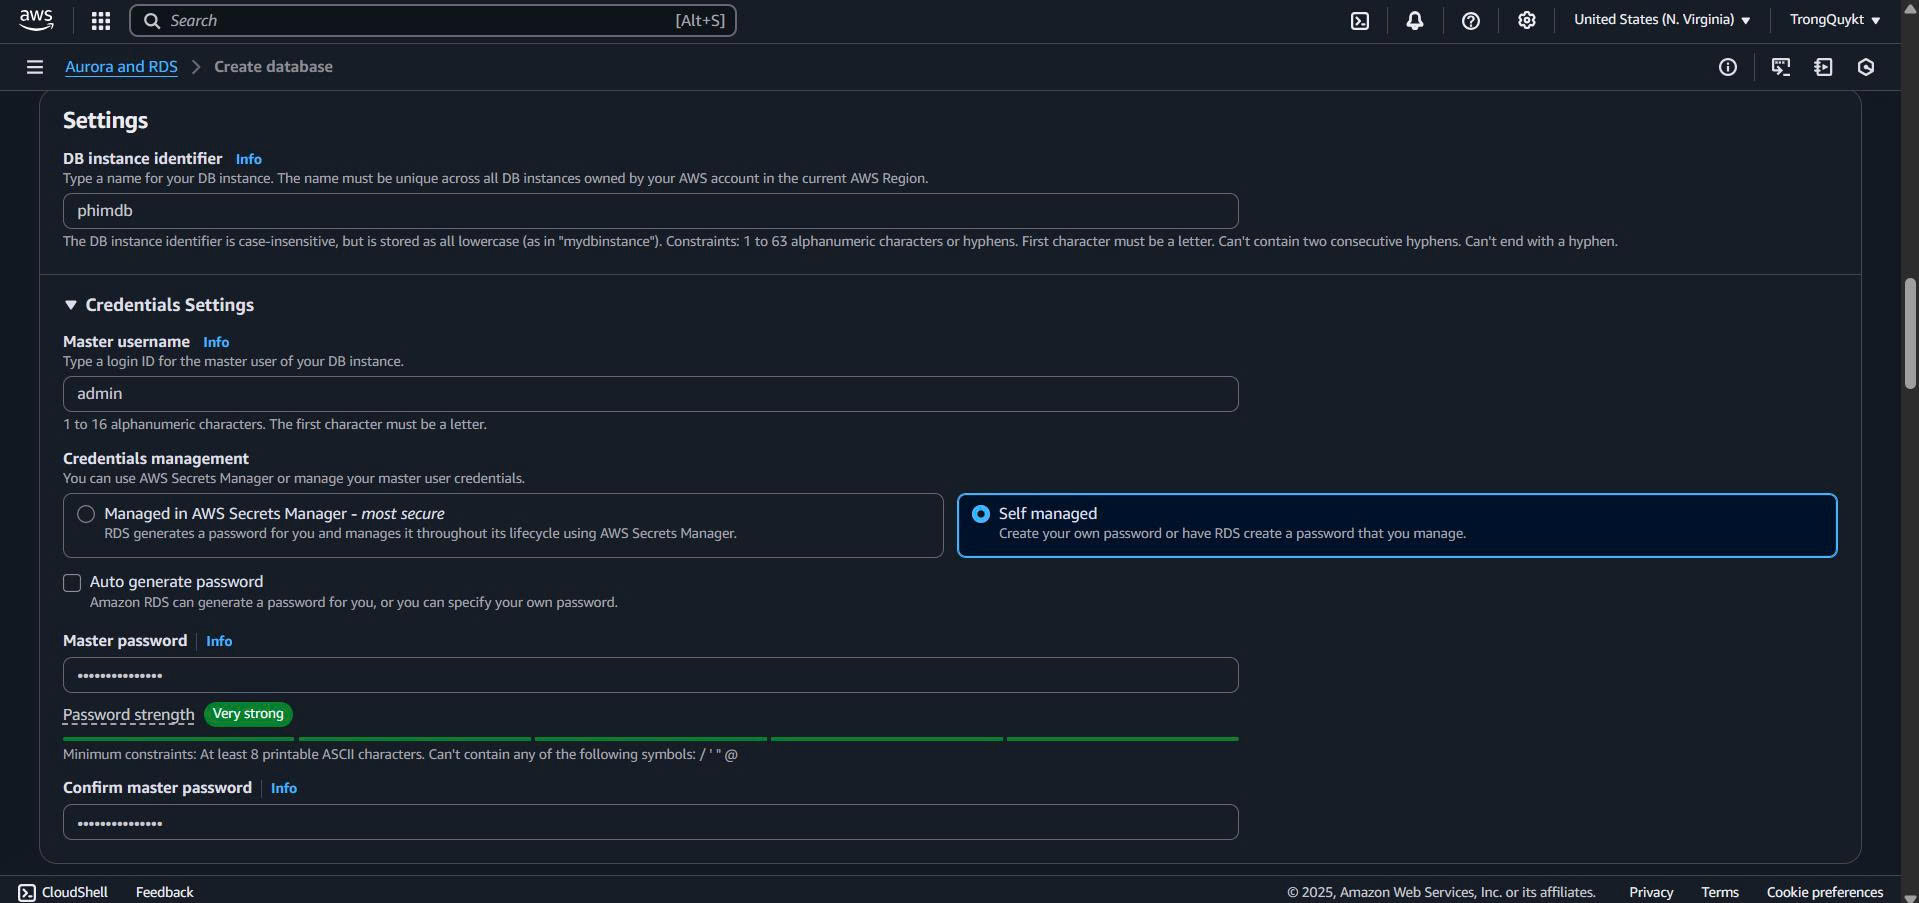 aws
Search [Alt+S]
United States (N. Virginia)
TrongQuykt
Aurora and RDS > Create database
Settings
DB instance identifier Info
Type a name for your DB instance. The name must be unique across all DB instances owned by your AWS account in the current AWS Region.
phimdb
The DB instance identifier is case-insensitive, but is stored as all lowercase (as in "mydbinstance"). Constraints: 1 to 63 alphanumeric characters or hyphens. First character must be a letter. Can't contain two consecutive hyphens. Can't end with a hyphen.
Credentials Settings
Master username Info
Type a login ID for the master user of your DB instance.
admin
1 to 16 alphanumeric characters. The first character must be a letter.
Credentials management
You can use AWS Secrets Manager or manage your master user credentials.
Managed in AWS Secrets Manager - most secure
RDS generates a password for you and manages it throughout its lifecycle using AWS Secrets Manager.
Self managed
Create your own password or have RDS create a password that you manage.
Auto generate password
Amazon RDS can generate a password for you, or you can specify your own password.
Master password Info
•••••••••••••••
Password strength Very strong
Minimum constraints: At least 8 printable ASCII characters. Can't contain any of the following symbols: / ' " @
Confirm master password Info
•••••••••••••••
CloudShell Feedback © 2025, Amazon Web Services, Inc. or its affiliates. Privacy Terms Cookie preferences